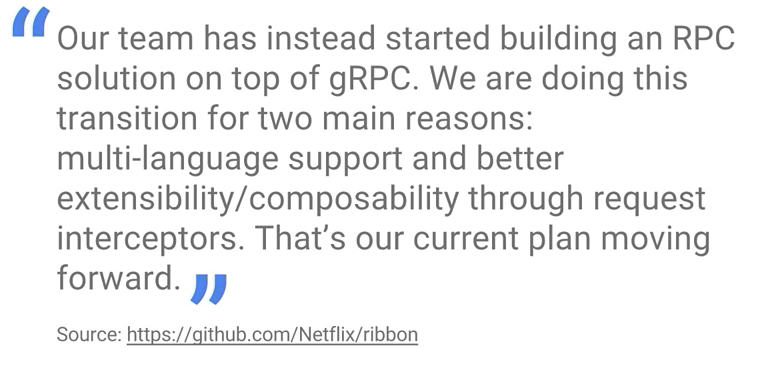 “ Our team has instead started building an RPC
solution on top of gRPC. We are doing this
transition for two main reasons:
multi-language support and better
extensibility/composability through request
interceptors. That’s our current plan moving
forward. ”
Source: https://github.com/Netflix/ribbon